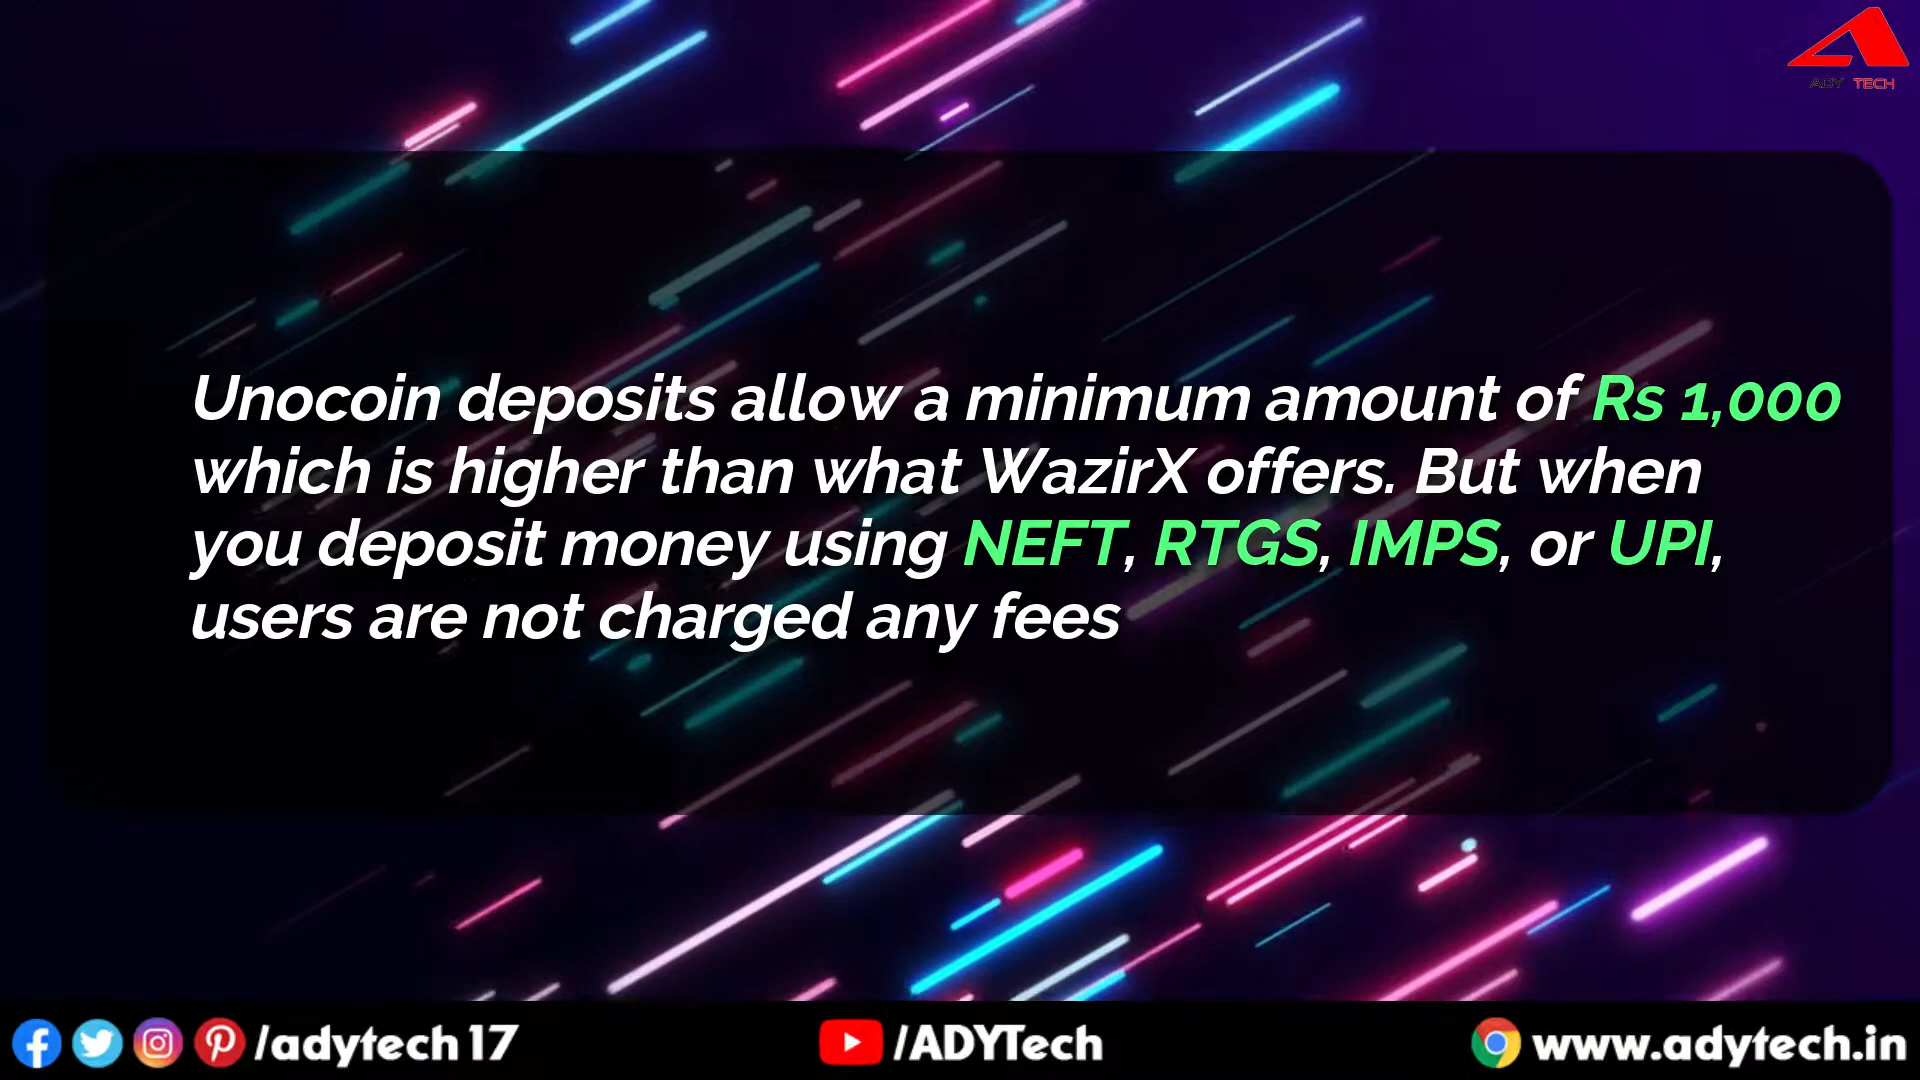 ADY TECH
Unocoin deposits allow a minimum amount of Rs 1,000
which is higher than what WazirX offers. But when
you deposit money using NEFT, RTGS, IMPS, or UPI,
users are not charged any fees
/adytech17
/ADYTech
www.adytech.in